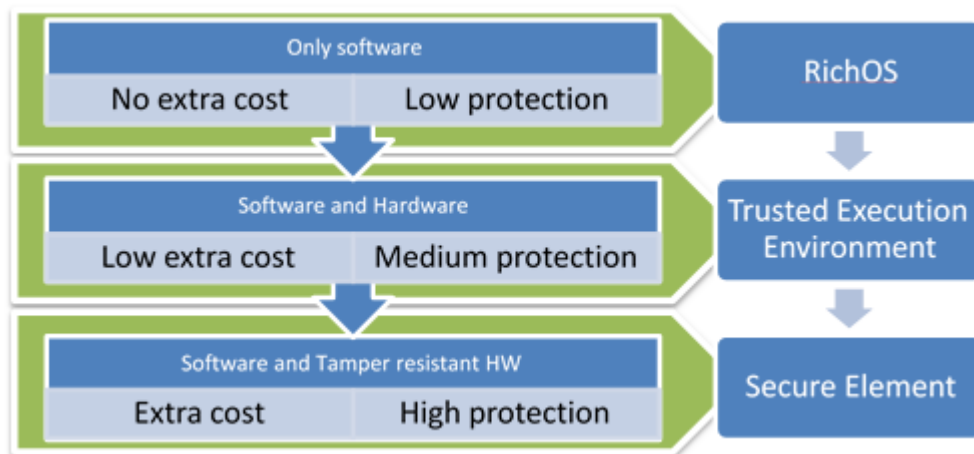 Only software
No extra cost
Low protection
RichOS
Software and Hardware
Low extra cost
Medium protection
Trusted Execution
Environment
Software and Tamper resistant HW
Extra cost
High protection
Secure Element